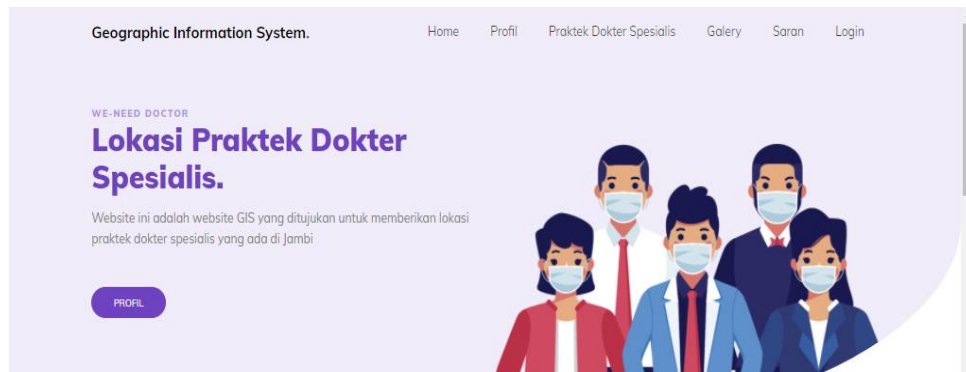 Geographic Information System.
Home Profil Praktek Dokter Spesialis Galery Saran Login
WE-NEED DOCTOR
Lokasi Praktek Dokter
Spesialis.
Website ini adalah website GIS yang ditujukan untuk memberikan lokasi
praktek dokter spesialis yang ada di Jambi
PROFIL